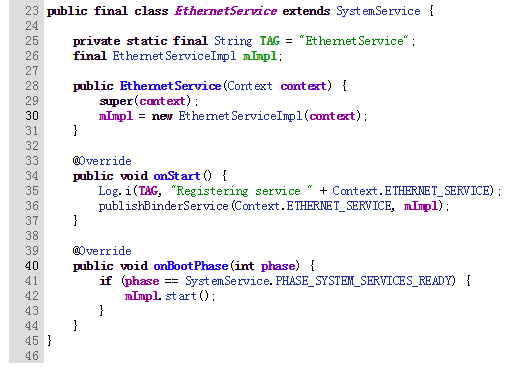 23 public final class EthernetService extends SystemService {
24
25     private static final String TAG = "EthernetService";
26     final EthernetServiceImpl mImpl;
27
28     public EthernetService(Context context) {
29         super(context);
30         mImpl = new EthernetServiceImpl(context);
31     }
32
33     @Override
34     public void onStart() {
35         Log.i(TAG, "Registering service " + Context.ETHERNET_SERVICE);
36         publishBinderService(Context.ETHERNET_SERVICE, mImpl);
37     }
38
39     @Override
40     public void onBootPhase(int phase) {
41         if (phase == SystemService.PHASE_SYSTEM_SERVICES_READY) {
42             mImpl.start();
43         }
44     }
45 }
46